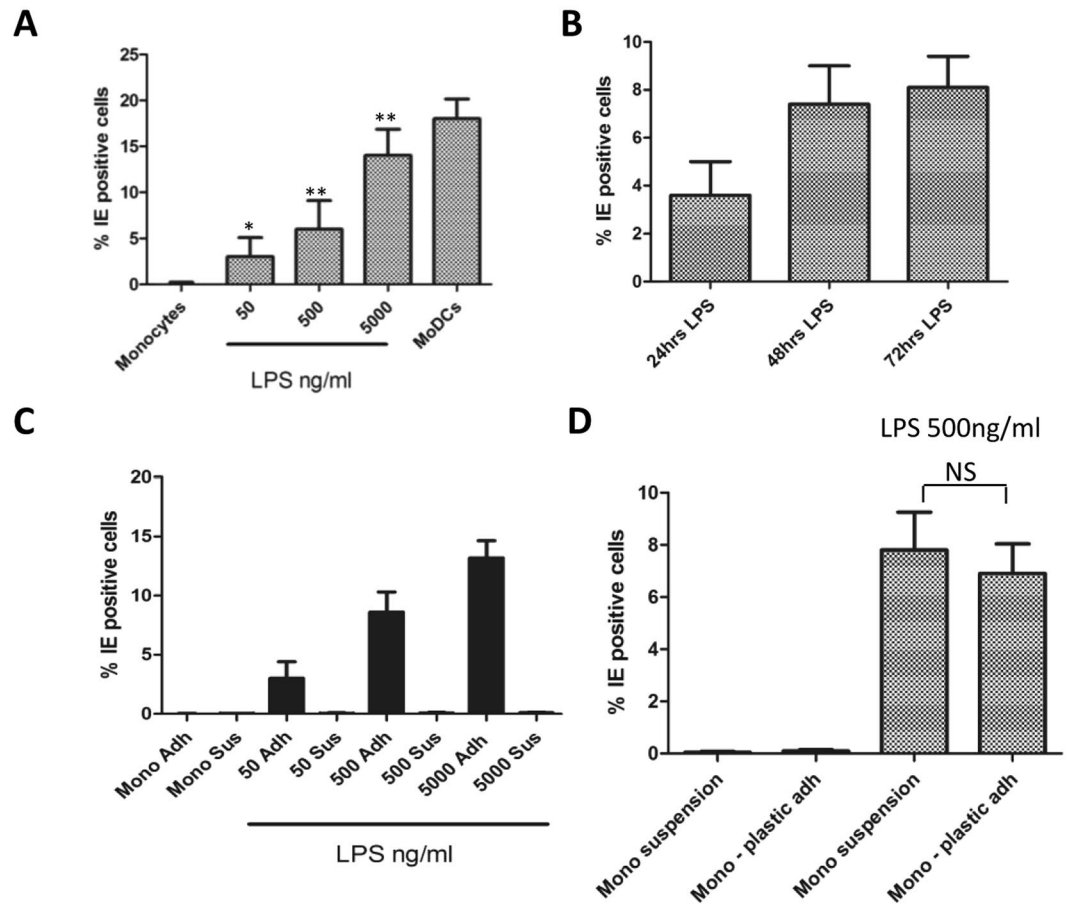 A
% IE positive cells
25
20
15
10
5
0
*
**
**
Monocytes
50
500
5000
MoDCs
LPS ng/ml
B
% IE positive cells
10
8
6
4
2
0
24hrs LPS
48hrs LPS
72hrs LPS
C
% IE positive cells
20
15
10
5
0
Mono Adh
Mono Sus
50 Adh
50 Sus
500 Adh
500 Sus
5000 Adh
5000 Sus
LPS ng/ml
D
LPS 500ng/ml
NS
% IE positive cells
10
8
6
4
2
0
Mono suspension
Mono - plastic adh
Mono suspension
Mono - plastic adh